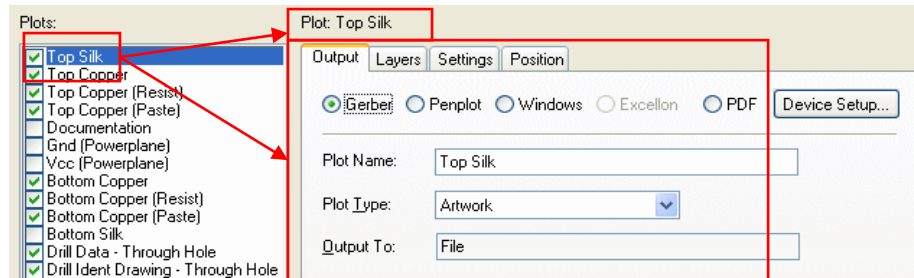 Plots:
Top Silk
Top Copper
Top Copper (Resist)
Top Copper (Paste)
Documentation
Gnd (Powerplane)
Vcc (Powerplane)
Bottom Copper
Bottom Copper (Resist)
Bottom Copper (Paste)
Bottom Silk
Drill Data - Through Hole
Drill Ident Drawing - Through Hole
Plot: Top Silk
Output Layers Settings Position
Gerber Penplot Windows Excellon PDF Device Setup...
Plot Name: Top Silk
Plot Type: Artwork
Output To: File